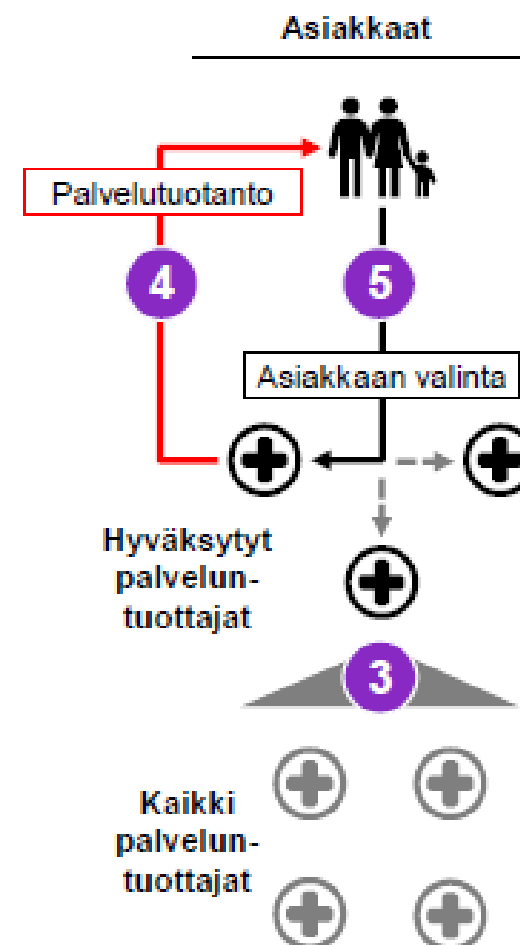 Asiakkaat
Palvelutuotanto
4
5
Asiakkaan valinta
Hyväksytyt
palvelun-
tuottajat
3
Kaikki
palvelun-
tuottajat